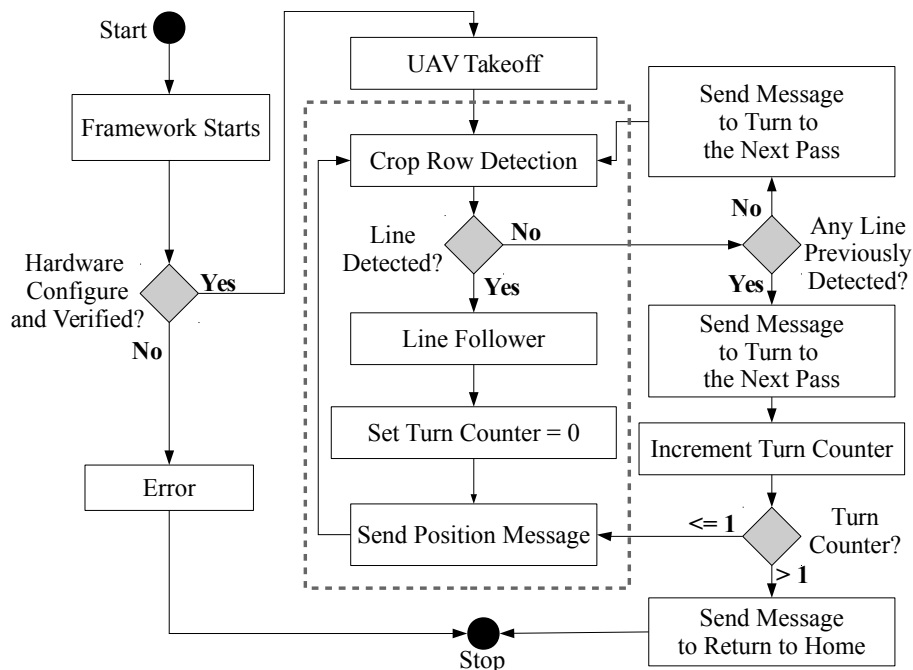 Start
UAV Takeoff
Framework Starts
Send Message
to Turn to
the Next Pass
Crop Row Detection
No
Line
Detected?
No
Any Line
Previously
Detected?
Hardware
Configure
and Verified?
Yes
Yes
Yes
No
Line Follower
Send Message
to Turn to
the Next Pass
Set Turn Counter = 0
Increment Turn Counter
Error
Send Position Message
<= 1
Turn
Counter?
> 1
Send Message
to Return to Home
Stop